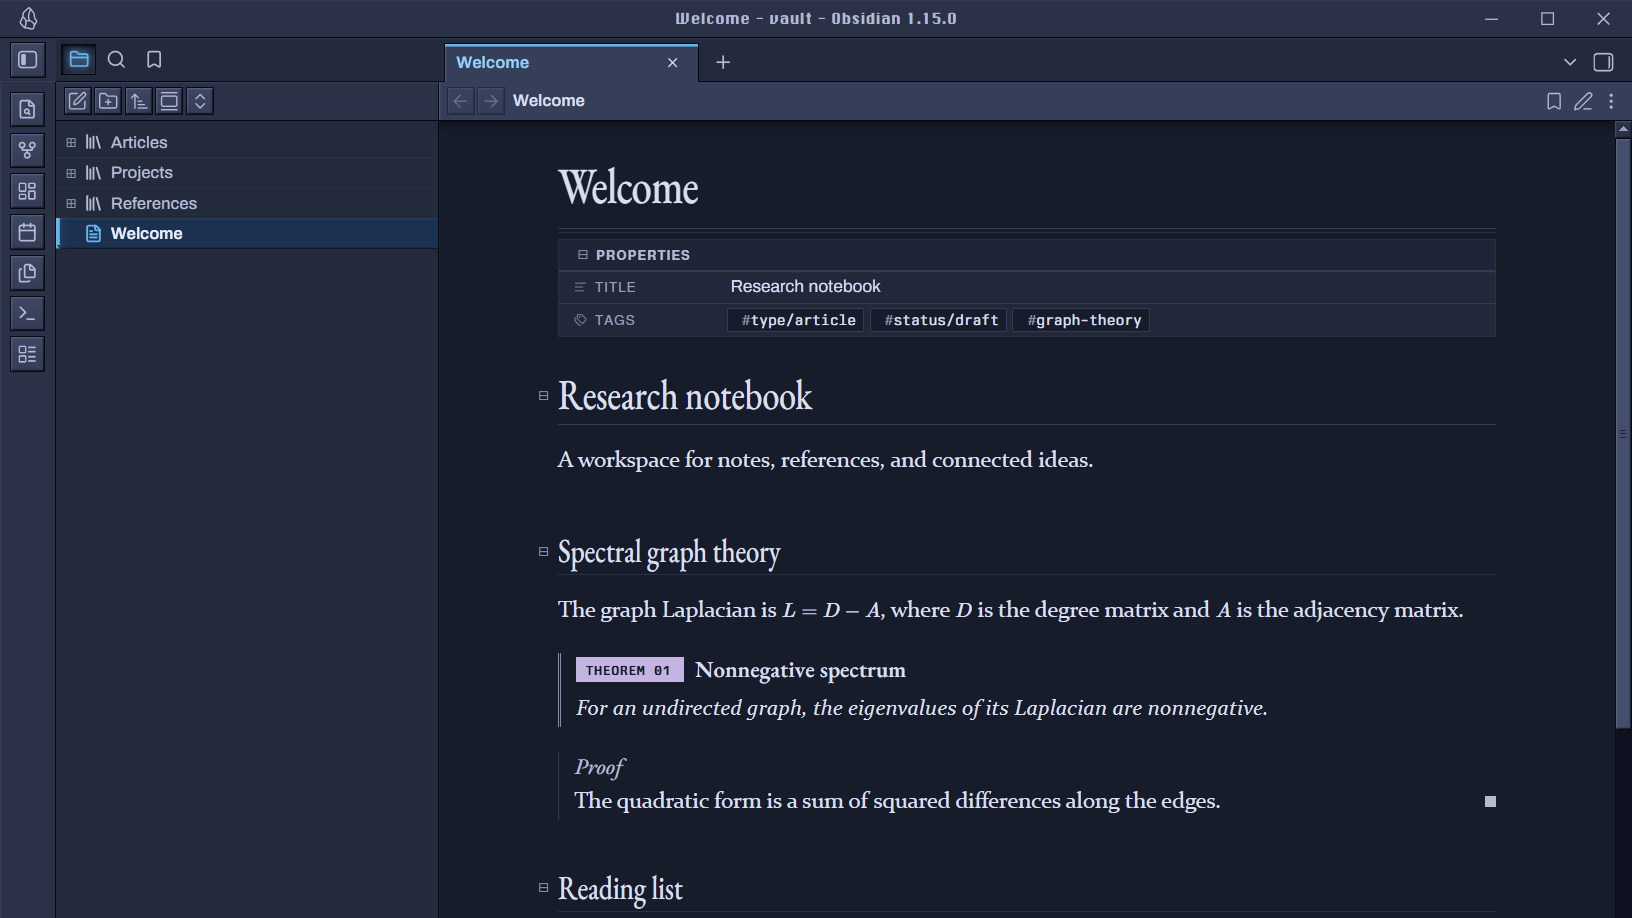 Welcome - vault - Obsidian 1.15.0
Welcome
Welcome
Articles
Projects
References
Welcome
Welcome
PROPERTIES
TITLE Research notebook
TAGS #type/article #status/draft #graph-theory
Research notebook
A workspace for notes, references, and connected ideas.
Spectral graph theory
The graph Laplacian is L = D − A, where D is the degree matrix and A is the adjacency matrix.
THEOREM 01 Nonnegative spectrum
For an undirected graph, the eigenvalues of its Laplacian are nonnegative.
Proof
The quadratic form is a sum of squared differences along the edges.
Reading list